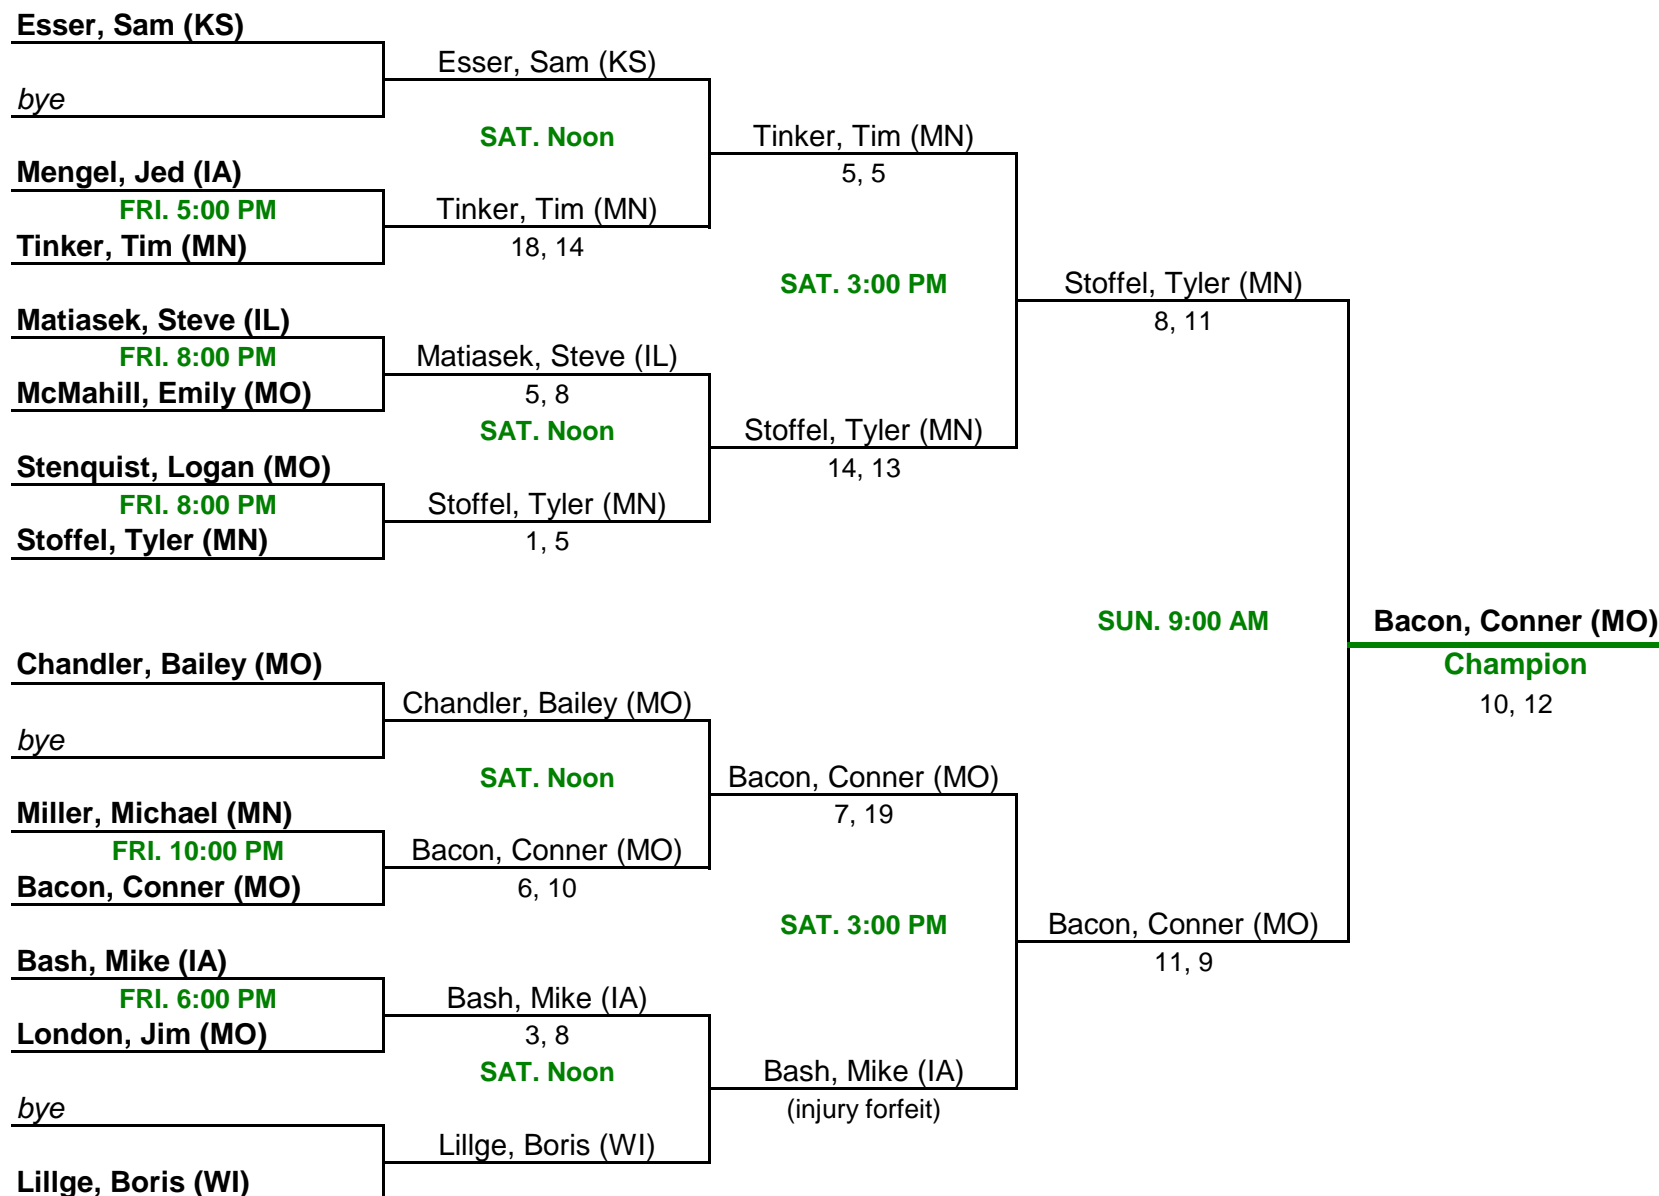 Esser, Sam (KS)
Esser, Sam (KS)
bye
SAT. Noon
Tinker, Tim (MN)
5, 5
Mengel, Jed (IA)
FRI. 5:00 PM
Tinker, Tim (MN)
Tinker, Tim (MN)
18, 14
SAT. 3:00 PM
Stoffel, Tyler (MN)
8, 11
Matiasek, Steve (IL)
FRI. 8:00 PM
McMahill, Emily (MO)
Matiasek, Steve (IL)
5, 8
SAT. Noon
Stoffel, Tyler (MN)
14, 13
Stenquist, Logan (MO)
FRI. 8:00 PM
Stoffel, Tyler (MN)
Stoffel, Tyler (MN)
1, 5
SUN. 9:00 AM
Bacon, Conner (MO)
Champion
10, 12
Chandler, Bailey (MO)
Chandler, Bailey (MO)
bye
SAT. Noon
Bacon, Conner (MO)
7, 19
Miller, Michael (MN)
FRI. 10:00 PM
Bacon, Conner (MO)
Bacon, Conner (MO)
6, 10
SAT. 3:00 PM
Bacon, Conner (MO)
11, 9
Bash, Mike (IA)
FRI. 6:00 PM
London, Jim (MO)
Bash, Mike (IA)
3, 8
SAT. Noon
Bash, Mike (IA)
(injury forfeit)
bye
Lillge, Boris (WI)
Lillge, Boris (WI)